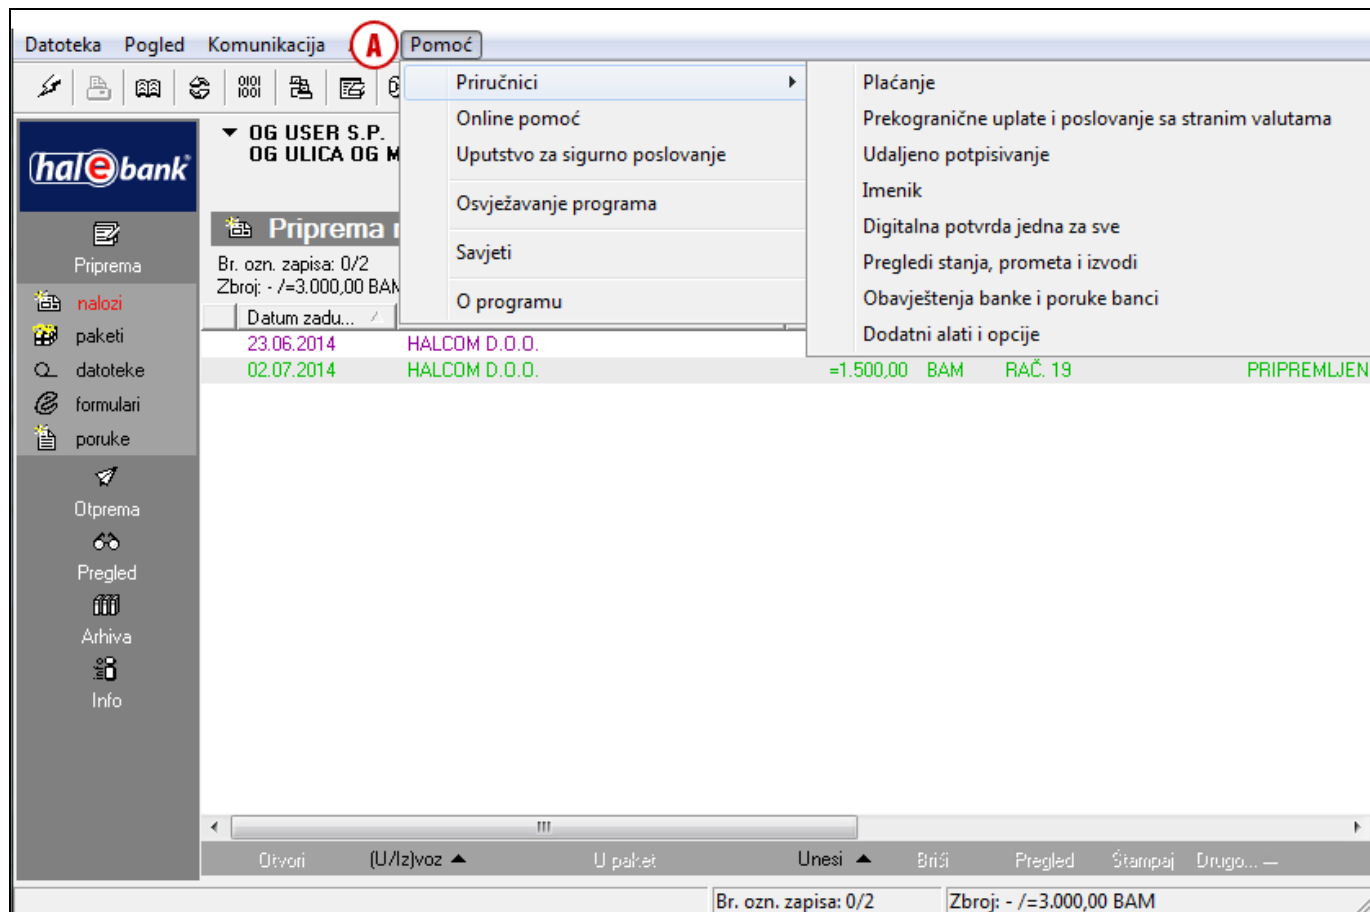 Datoteka Pogled Komunikacija A Pomoć
Priručnici
Online pomoć
Uputstvo za sigurno poslovanje
Osvježavanje programa
Savjeti
O programu
Plaćanje
Prekogranične uplate i poslovanje sa stranim valutama
Udaljeno potpisivanje
Imenik
Digitalna potvrda jedna za sve
Pregledi stanja, prometa i izvodi
Obavještenja banke i poruke banci
Dodatni alati i opcije
halebank
OG USER S.P.
OG ULICA OG M
Priprema
Br. ozn. zapisa: 0/2
Zbroj: - /=3.000,00 BAM
Datum zadu...
23.06.2014 HALCOM D.O.O.
02.07.2014 HALCOM D.O.O. =1.500,00 BAM RAČ. 19 PRIPREMLJEN
Priprema
nalozi
paketi
datoteke
formulari
poruke
Otprema
Pregled
Arhiva
Info
Otvori (U/Iz)voz U paket Unesi Briši Pregled Štampaj Drugo...
Br. ozn. zapisa: 0/2 Zbroj: - /=3.000,00 BAM